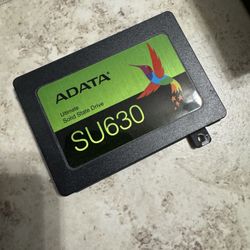 ADATA
Ultimate
Solid State Drive
SU630